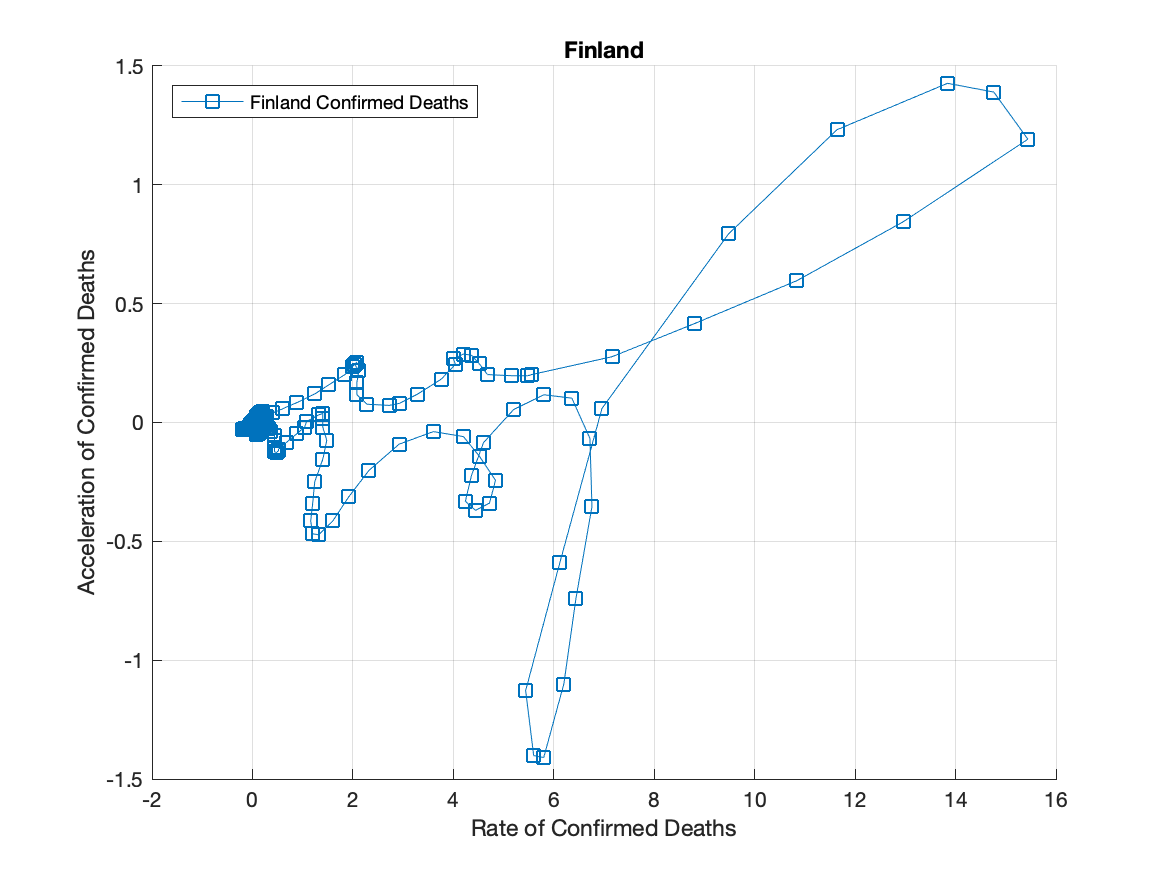 Finland
1.5
Finland Confirmed Deaths
1
0.5
0
-0.5
-1
-1.5
Acceleration of Confirmed Deaths
-2 0 2 4 6 8 10 12 14 16
Rate of Confirmed Deaths